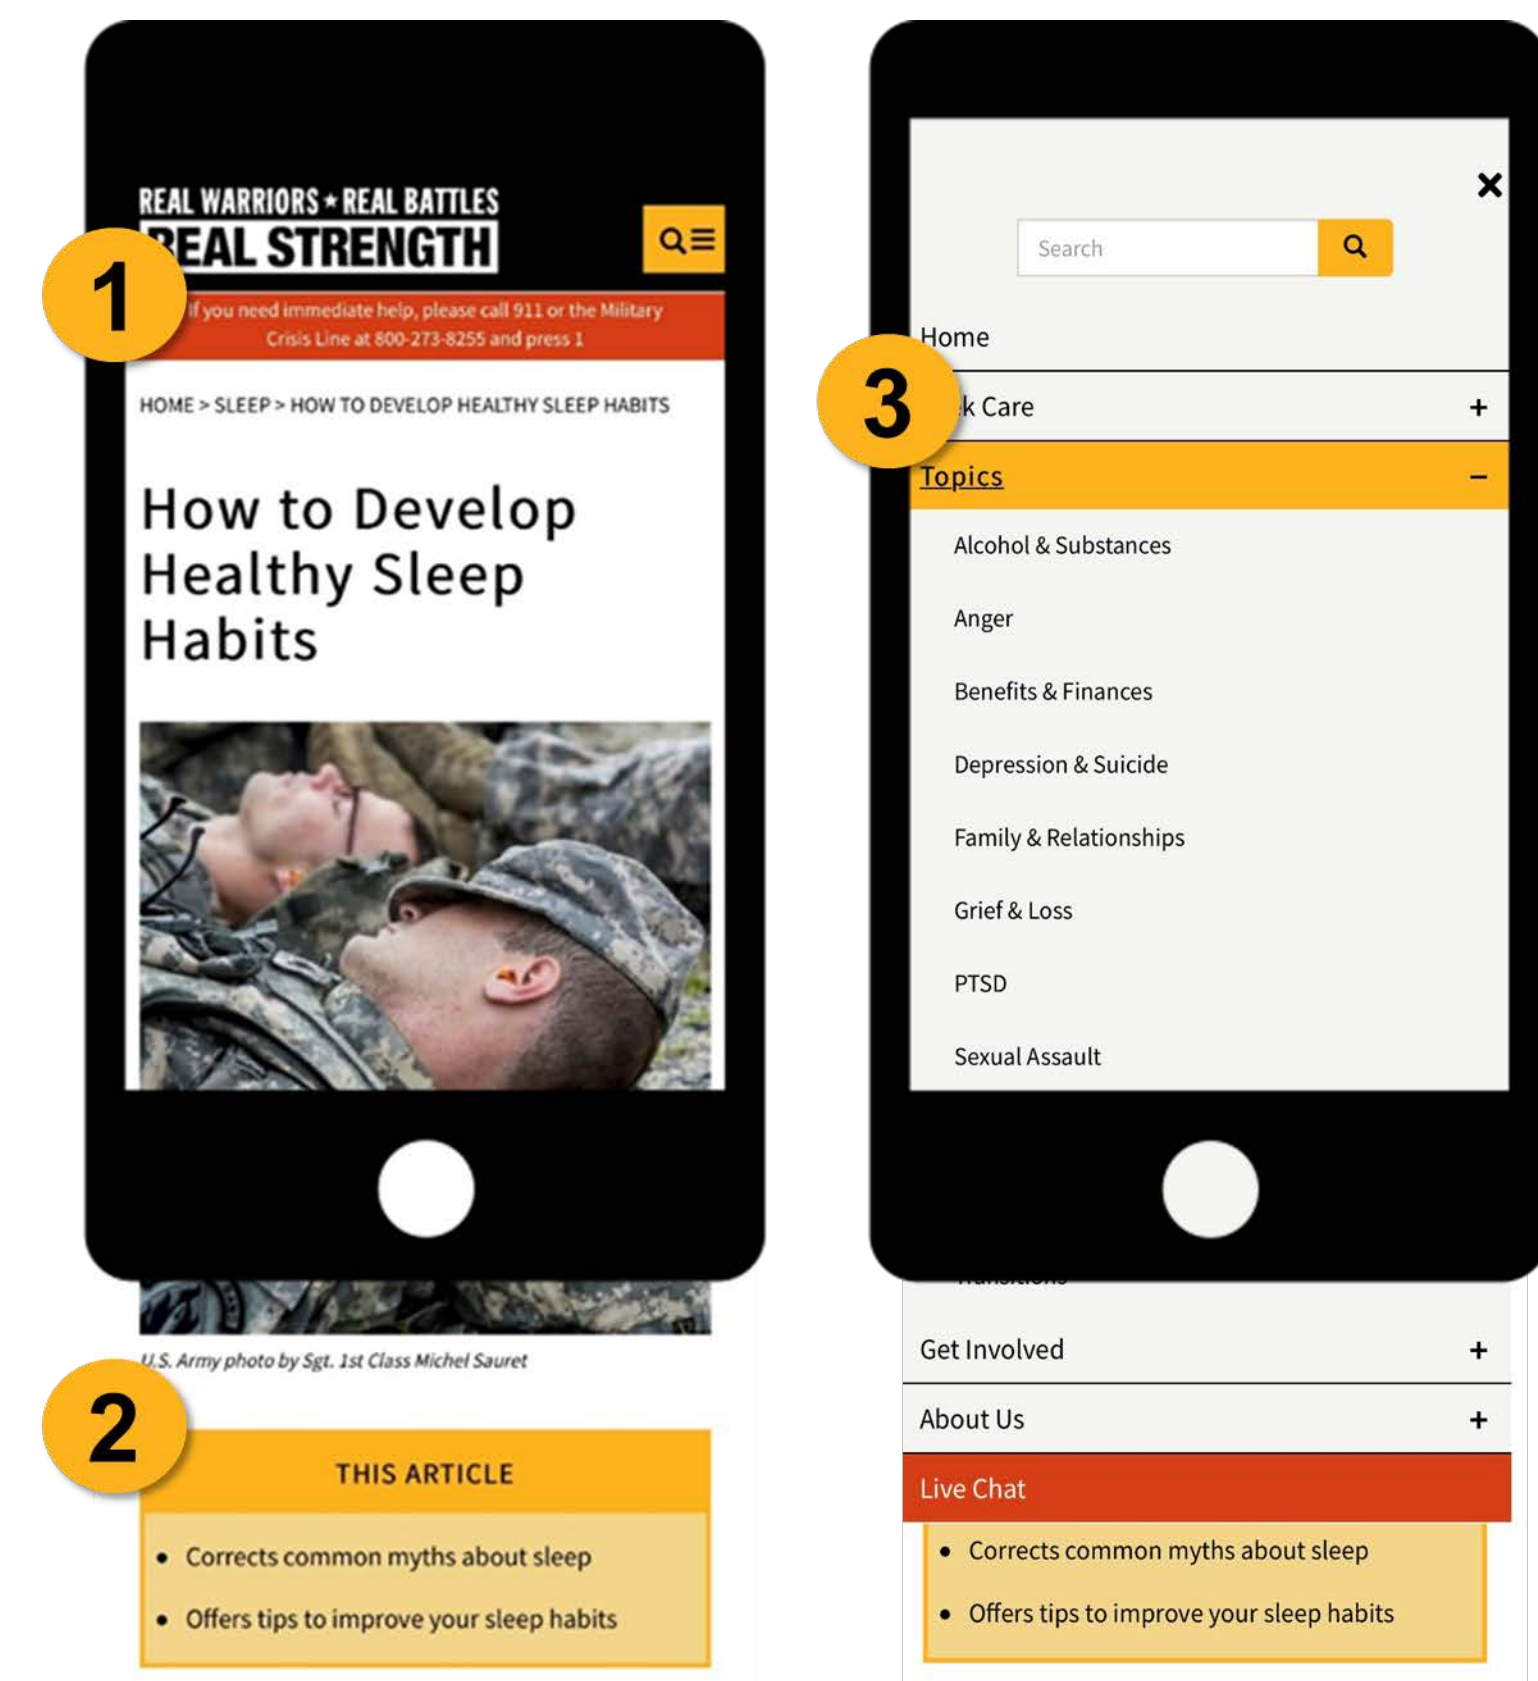 REAL WARRIORS ★ REAL BATTLES
REAL STRENGTH
1
If you need immediate help, please call 911 or the Military
Crisis Line at 800-273-8255 and press 1
HOME > SLEEP > HOW TO DEVELOP HEALTHY SLEEP HABITS
How to Develop
Healthy Sleep
Habits
U.S. Army photo by Sgt. 1st Class Michel Sauret
2
THIS ARTICLE
• Corrects common myths about sleep
• Offers tips to improve your sleep habits
Search
Home
3
k Care
Topics
Alcohol & Substances
Anger
Benefits & Finances
Depression & Suicide
Family & Relationships
Grief & Loss
PTSD
Sexual Assault
Transitions
Get Involved
About Us
Live Chat
• Corrects common myths about sleep
• Offers tips to improve your sleep habits